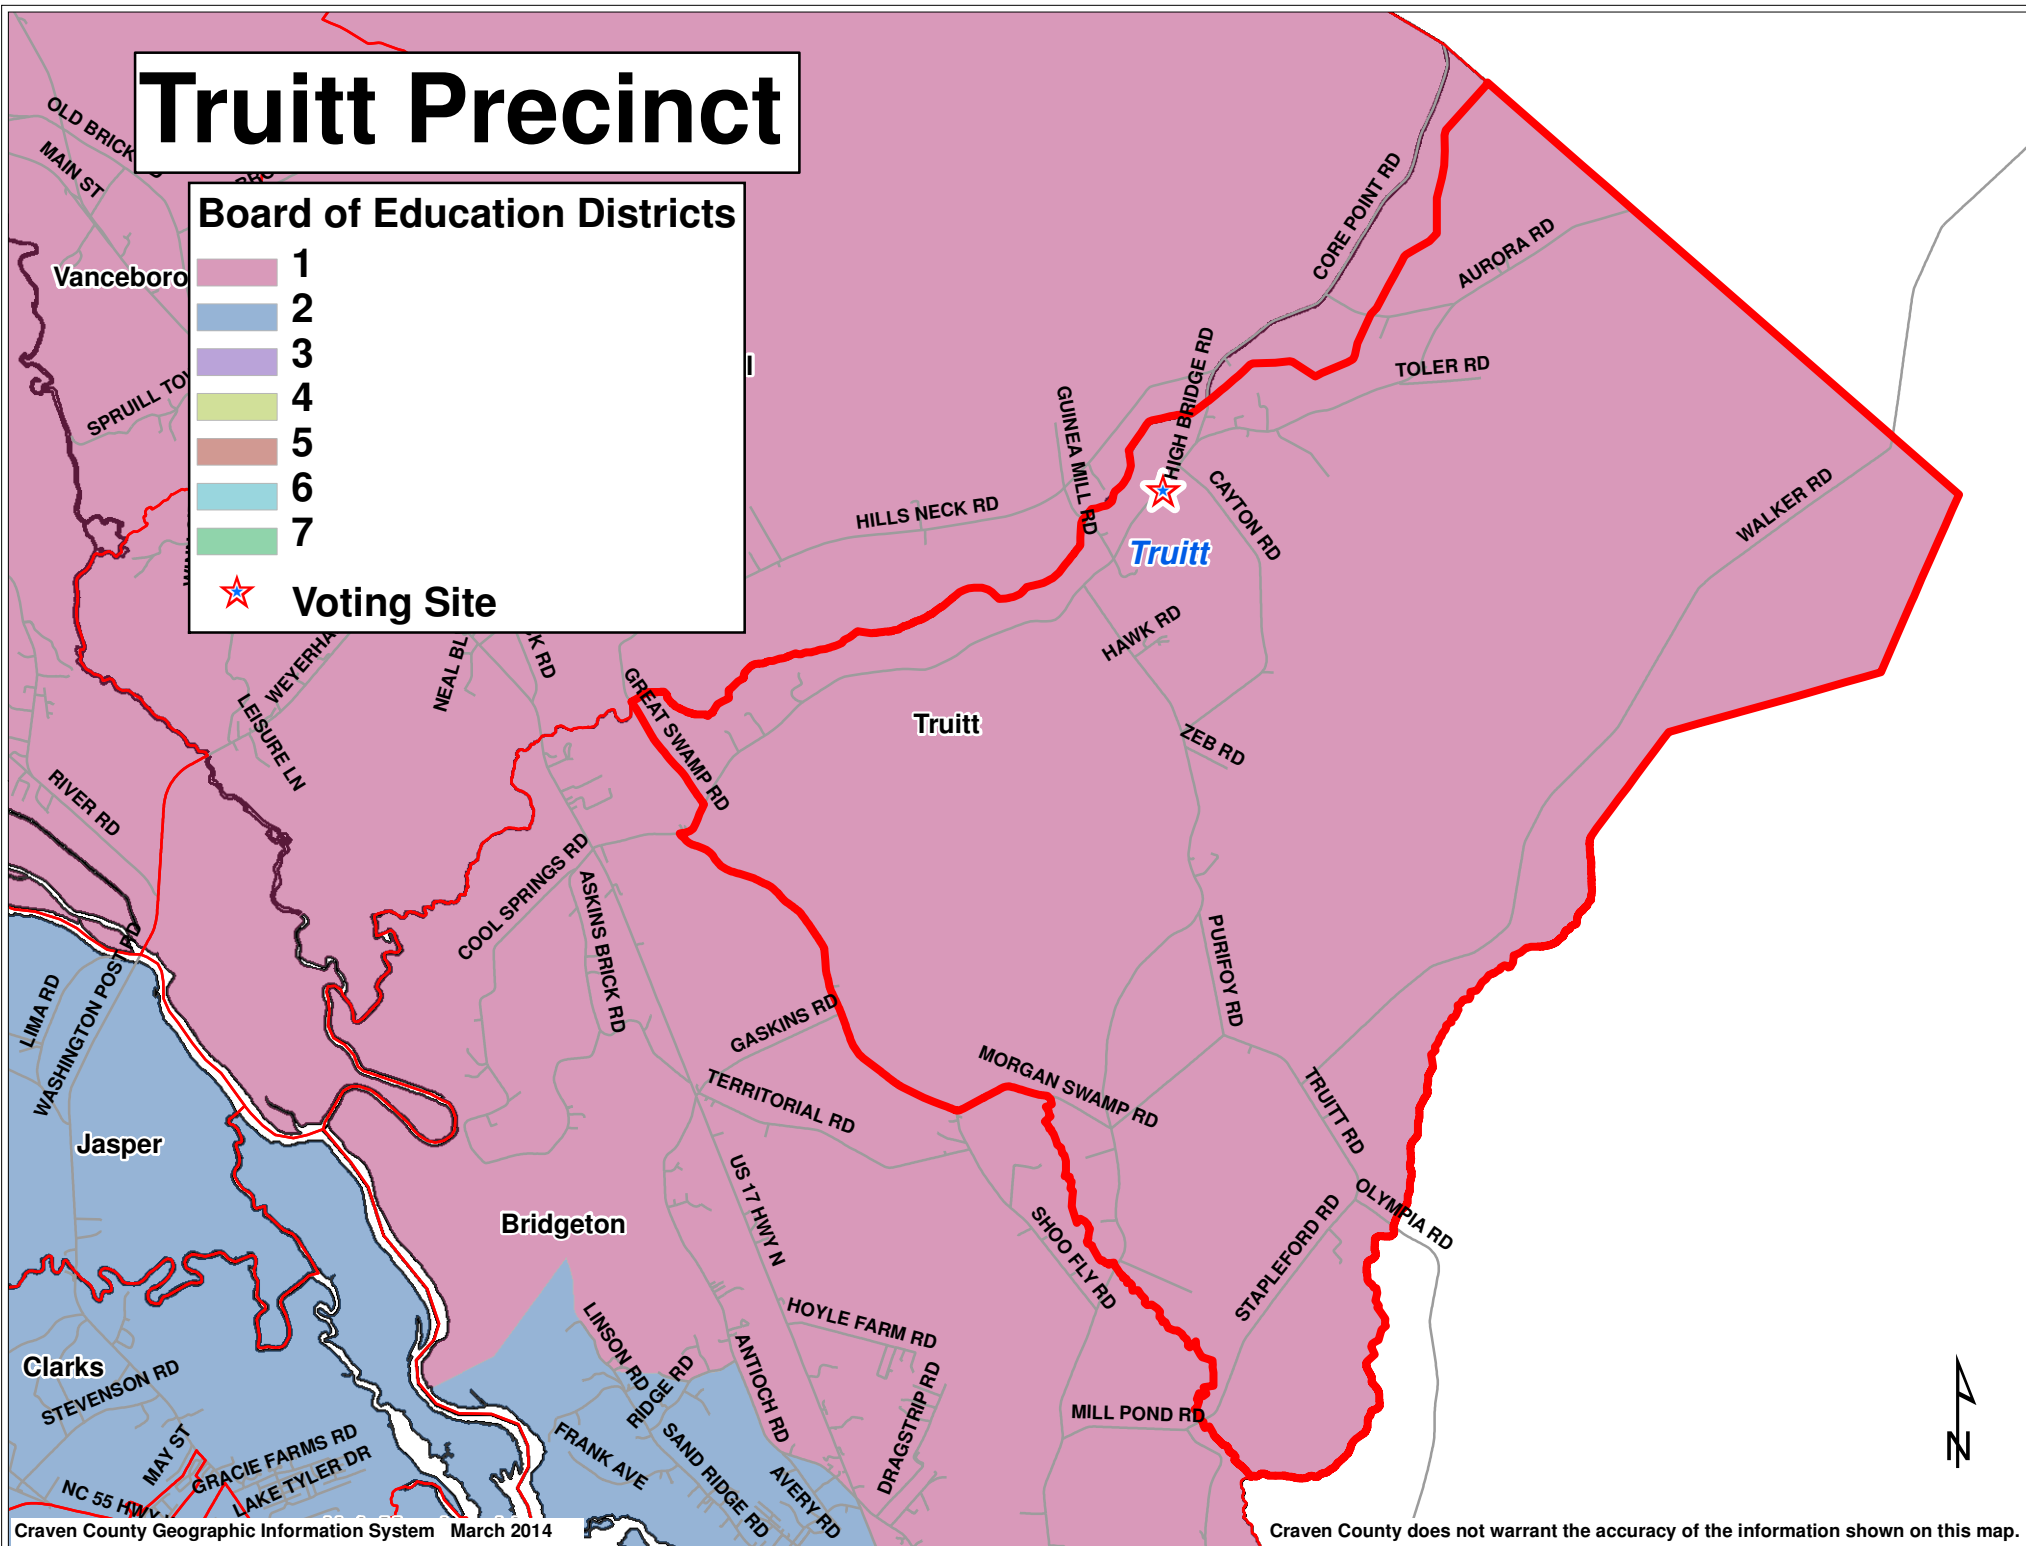 Truitt Precinct
OLD BRICK
MAIN ST
Board of Education Districts
1
2
3
4
5
6
7
Voting Site
Vanceboro
SPRUILL
CORE POINT RD
AURORA RD
HIGH BRIDGE RD
TOLER RD
GUINEA MILL RD
CAYTON RD
HILLS NECK RD
WALKER RD
Truitt
HAWK RD
NEAL BL
WEYERHA
LEISURE LN
GREAT SWAMP RD
Truitt
ZEB RD
RIVER RD
COOL SPRINGS RD
ASKINS BRICK RD
PURIFOY RD
LIMA RD
WASHINGTON POST RD
GASKINS RD
MORGAN SWAMP RD
TERRITORIAL RD
TRUITT RD
Jasper
US 17 HWY N
OLYMPIA RD
Bridgeton
SHOO FLY RD
STAPLEFORD RD
LINSON RD
HOYLE FARM RD
Clarks
STEVENSON RD
RIDGE RD
ANTIOCH RD
DRAGSTRIP RD
MILL POND RD
MAY ST
GRACIE FARMS RD
LAKE TYLER DR
FRANK AVE
SAND RIDGE RD
AVERY RD
NC 55 HWY
N
Craven County Geographic Information System March 2014
Craven County does not warrant the accuracy of the information shown on this map.